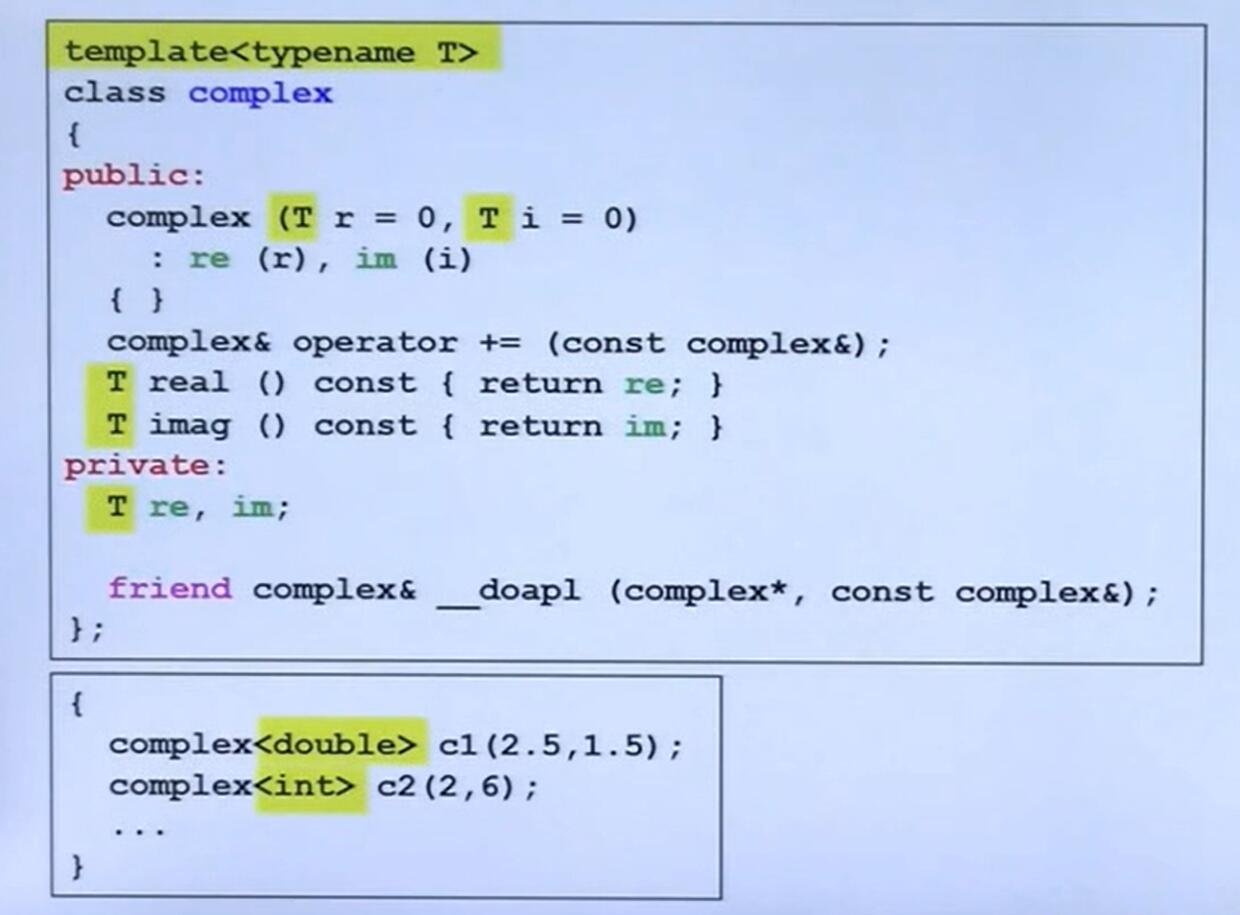 template<typename T>
class complex
{
public:
  complex (T r = 0, T i = 0)
    : re (r), im (i)
  { }
  complex& operator += (const complex&);
  T real () const { return re; }
  T imag () const { return im; }
private:
  T re, im;

  friend complex& __doapl (complex*, const complex&);
};
{
  complex<double> c1(2.5,1.5);
  complex<int> c2(2,6);
  ...
}